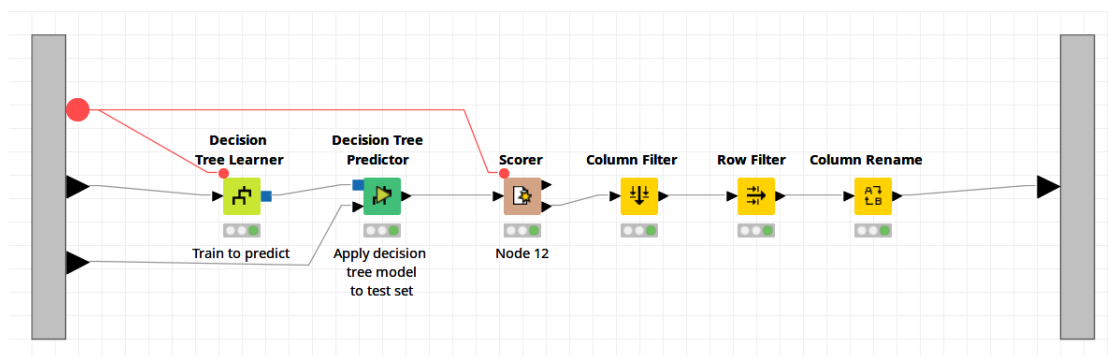 Decision
Tree Learner
Decision Tree
Predictor
Scorer
Column Filter
Row Filter
Column Rename
A
B
Train to predict
Apply decision
tree model
to test set
Node 12